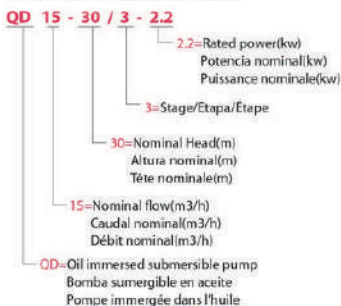 QD 15 - 30 / 3 - 2.2
2.2=Rated power(kw)
Potencia nominal(kw)
Puissance nominale(kw)
3=Stage/Etapa/Étape
30=Nominal Head(m)
Altura nominal(m)
Tête nominale(m)
15=Nominal flow(m3/h)
Caudal nominal(m3/h)
Débit nominal(m3/h)
QD=Oil immersed submersible pump
Bomba sumergible en aceite
Pompe immergée dans l'huile